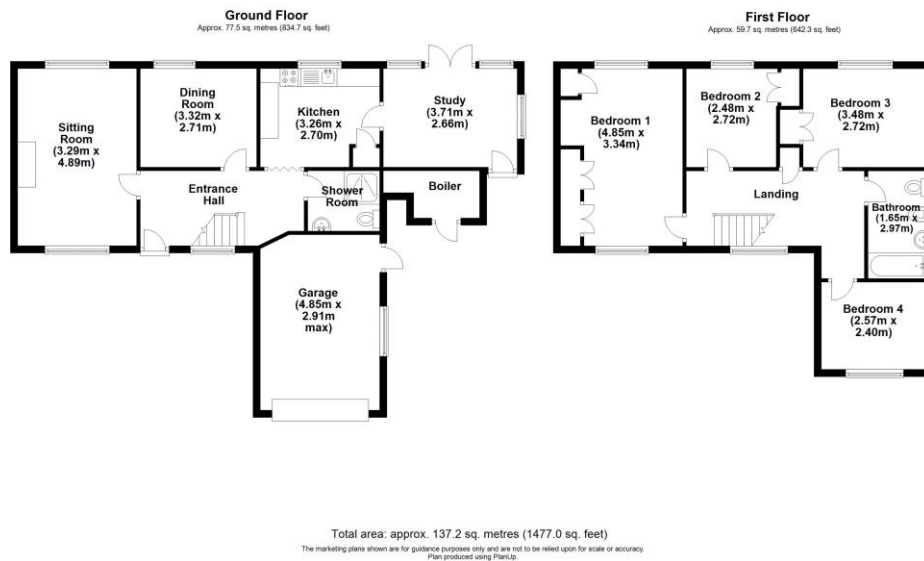 Ground Floor
Approx. 77.5 sq. metres (834.7 sq. feet)
Sitting
Room
(3.29m x
4.89m)
Dining
Room
(3.32m x
2.71m)
Kitchen
(3.26m x
2.70m)
Study
(3.71m x
2.66m)
Entrance
Hall
Shower
Room
Boiler
Garage
(4.85m x
2.91m
max)
First Floor
Approx. 59.7 sq. metres (642.3 sq. feet)
Bedroom 1
(4.85m x
3.34m)
Bedroom 2
(2.48m x
2.72m)
Bedroom 3
(3.48m x
2.72m)
Landing
Bathroom
(1.65m x
2.97m)
Bedroom 4
(2.57m x
2.40m)
Total area: approx. 137.2 sq. metres (1477.0 sq. feet)
The marketing plans shown are for guidance purposes only and are not to be relied upon for scale or accuracy.
Plan produced using PlanUp.